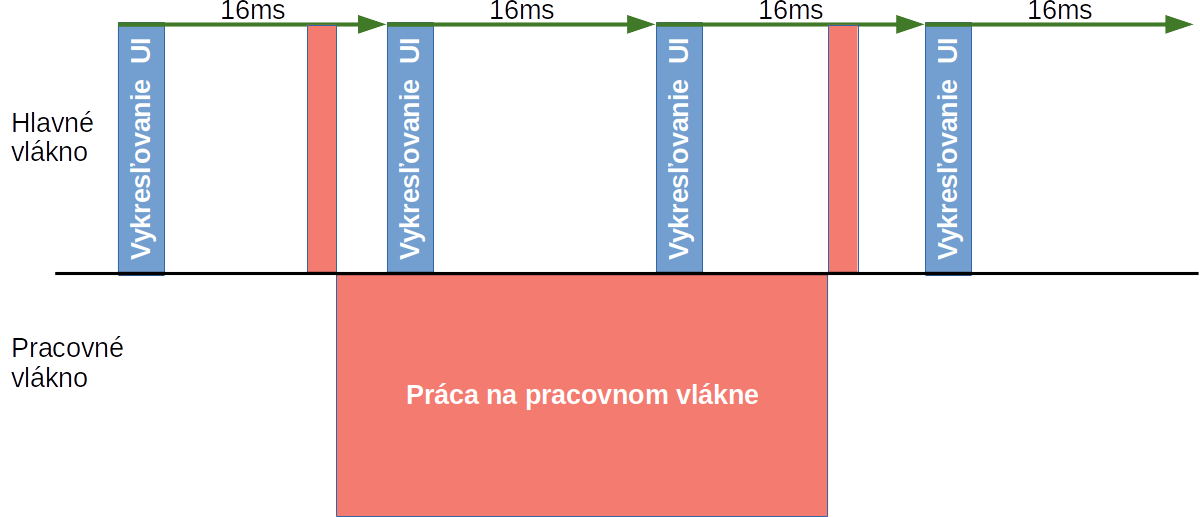 16ms
16ms
16ms
16ms
Vykresľovanie UI
Vykresľovanie UI
Vykresľovanie UI
Vykresľovanie UI
Hlavné
vlákno
Pracovné
vlákno
Práca na pracovnom vlákne